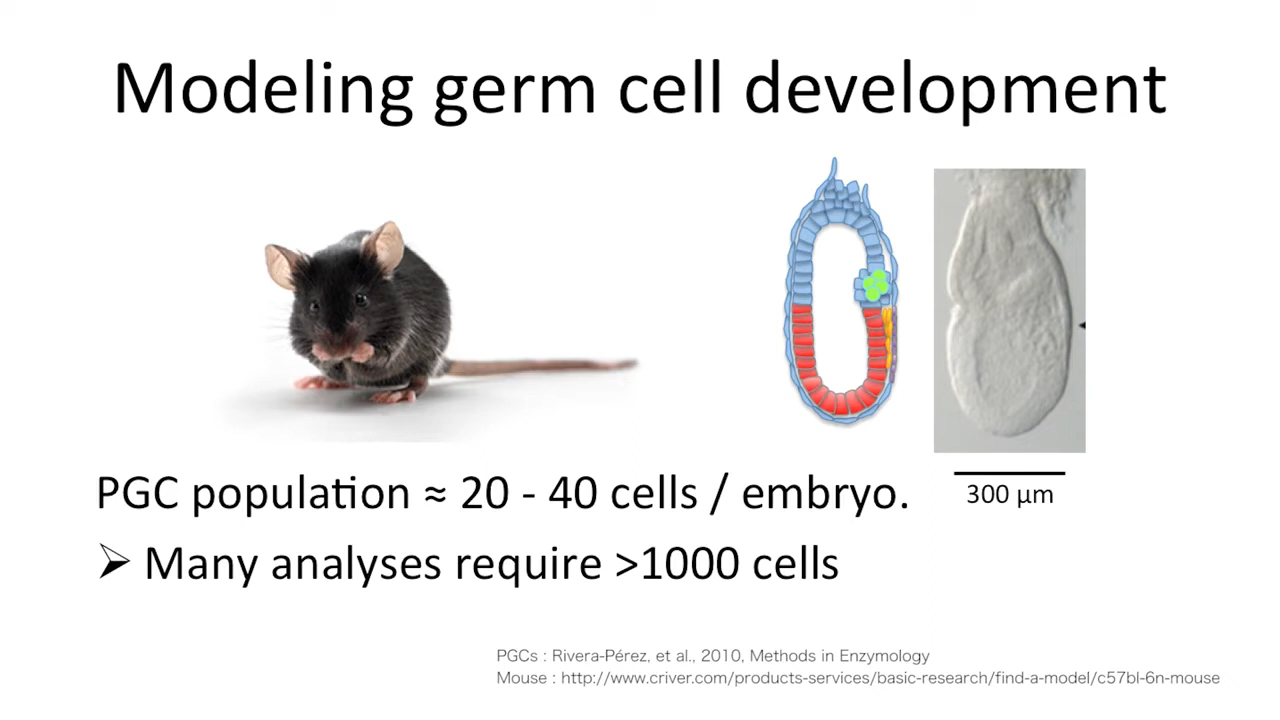 Modeling germ cell development
PGC population ≈ 20 - 40 cells / embryo.
300 μm
➢ Many analyses require >1000 cells
PGCs : Rivera-Pérez, et al., 2010, Methods in Enzymology
Mouse : http://www.criver.com/products-services/basic-research/find-a-model/c57bl-6n-mouse